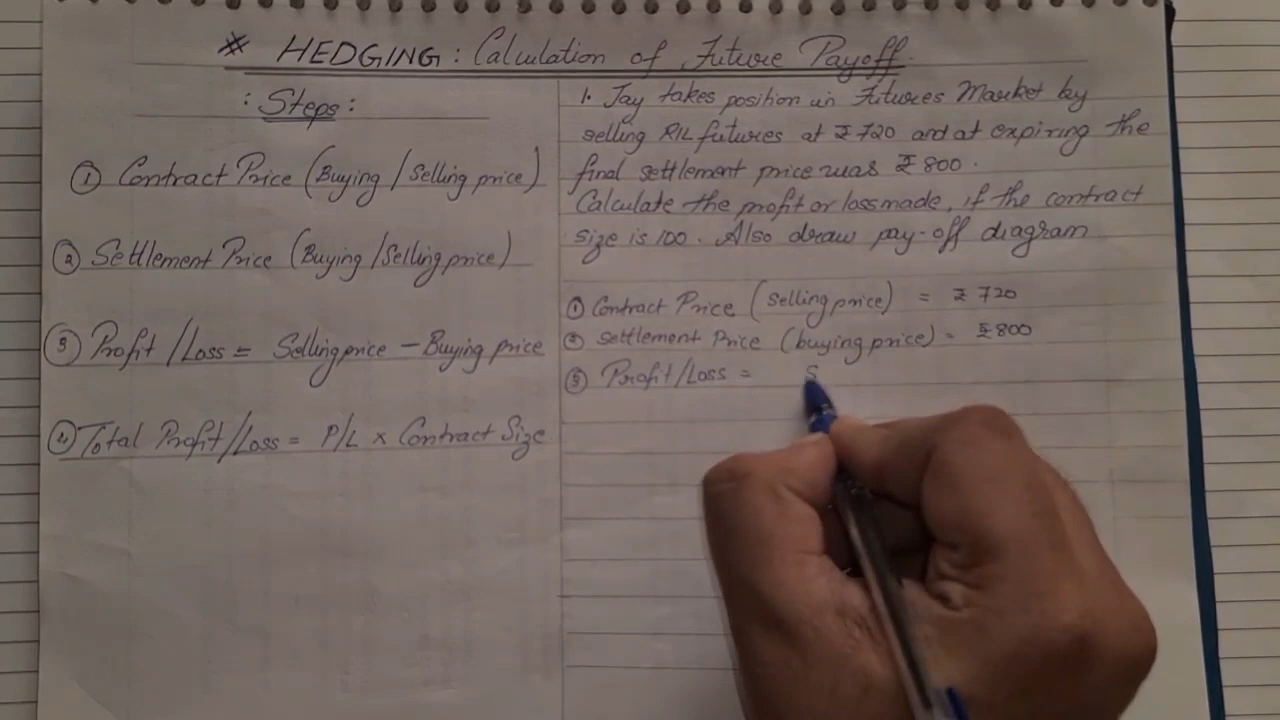 * HEDGING : Calculation of Future Payoff.
: Steps :
① Contract Price (Buying / Selling price)
② Settlement Price (Buying / Selling price)
③ Profit / Loss = Selling price - Buying price
④ Total Profit / Loss = P/L x Contract Size
1. Jay takes position in Futures Market by
selling RIL futures at ₹ 720 and at expiring the
final settlement price was ₹ 800.
Calculate the profit or loss made, if the contract
size is 100. Also draw pay-off diagram
① Contract Price (selling price) = ₹ 720
② Settlement Price (buying price) = ₹ 800
③ Profit / Loss = S